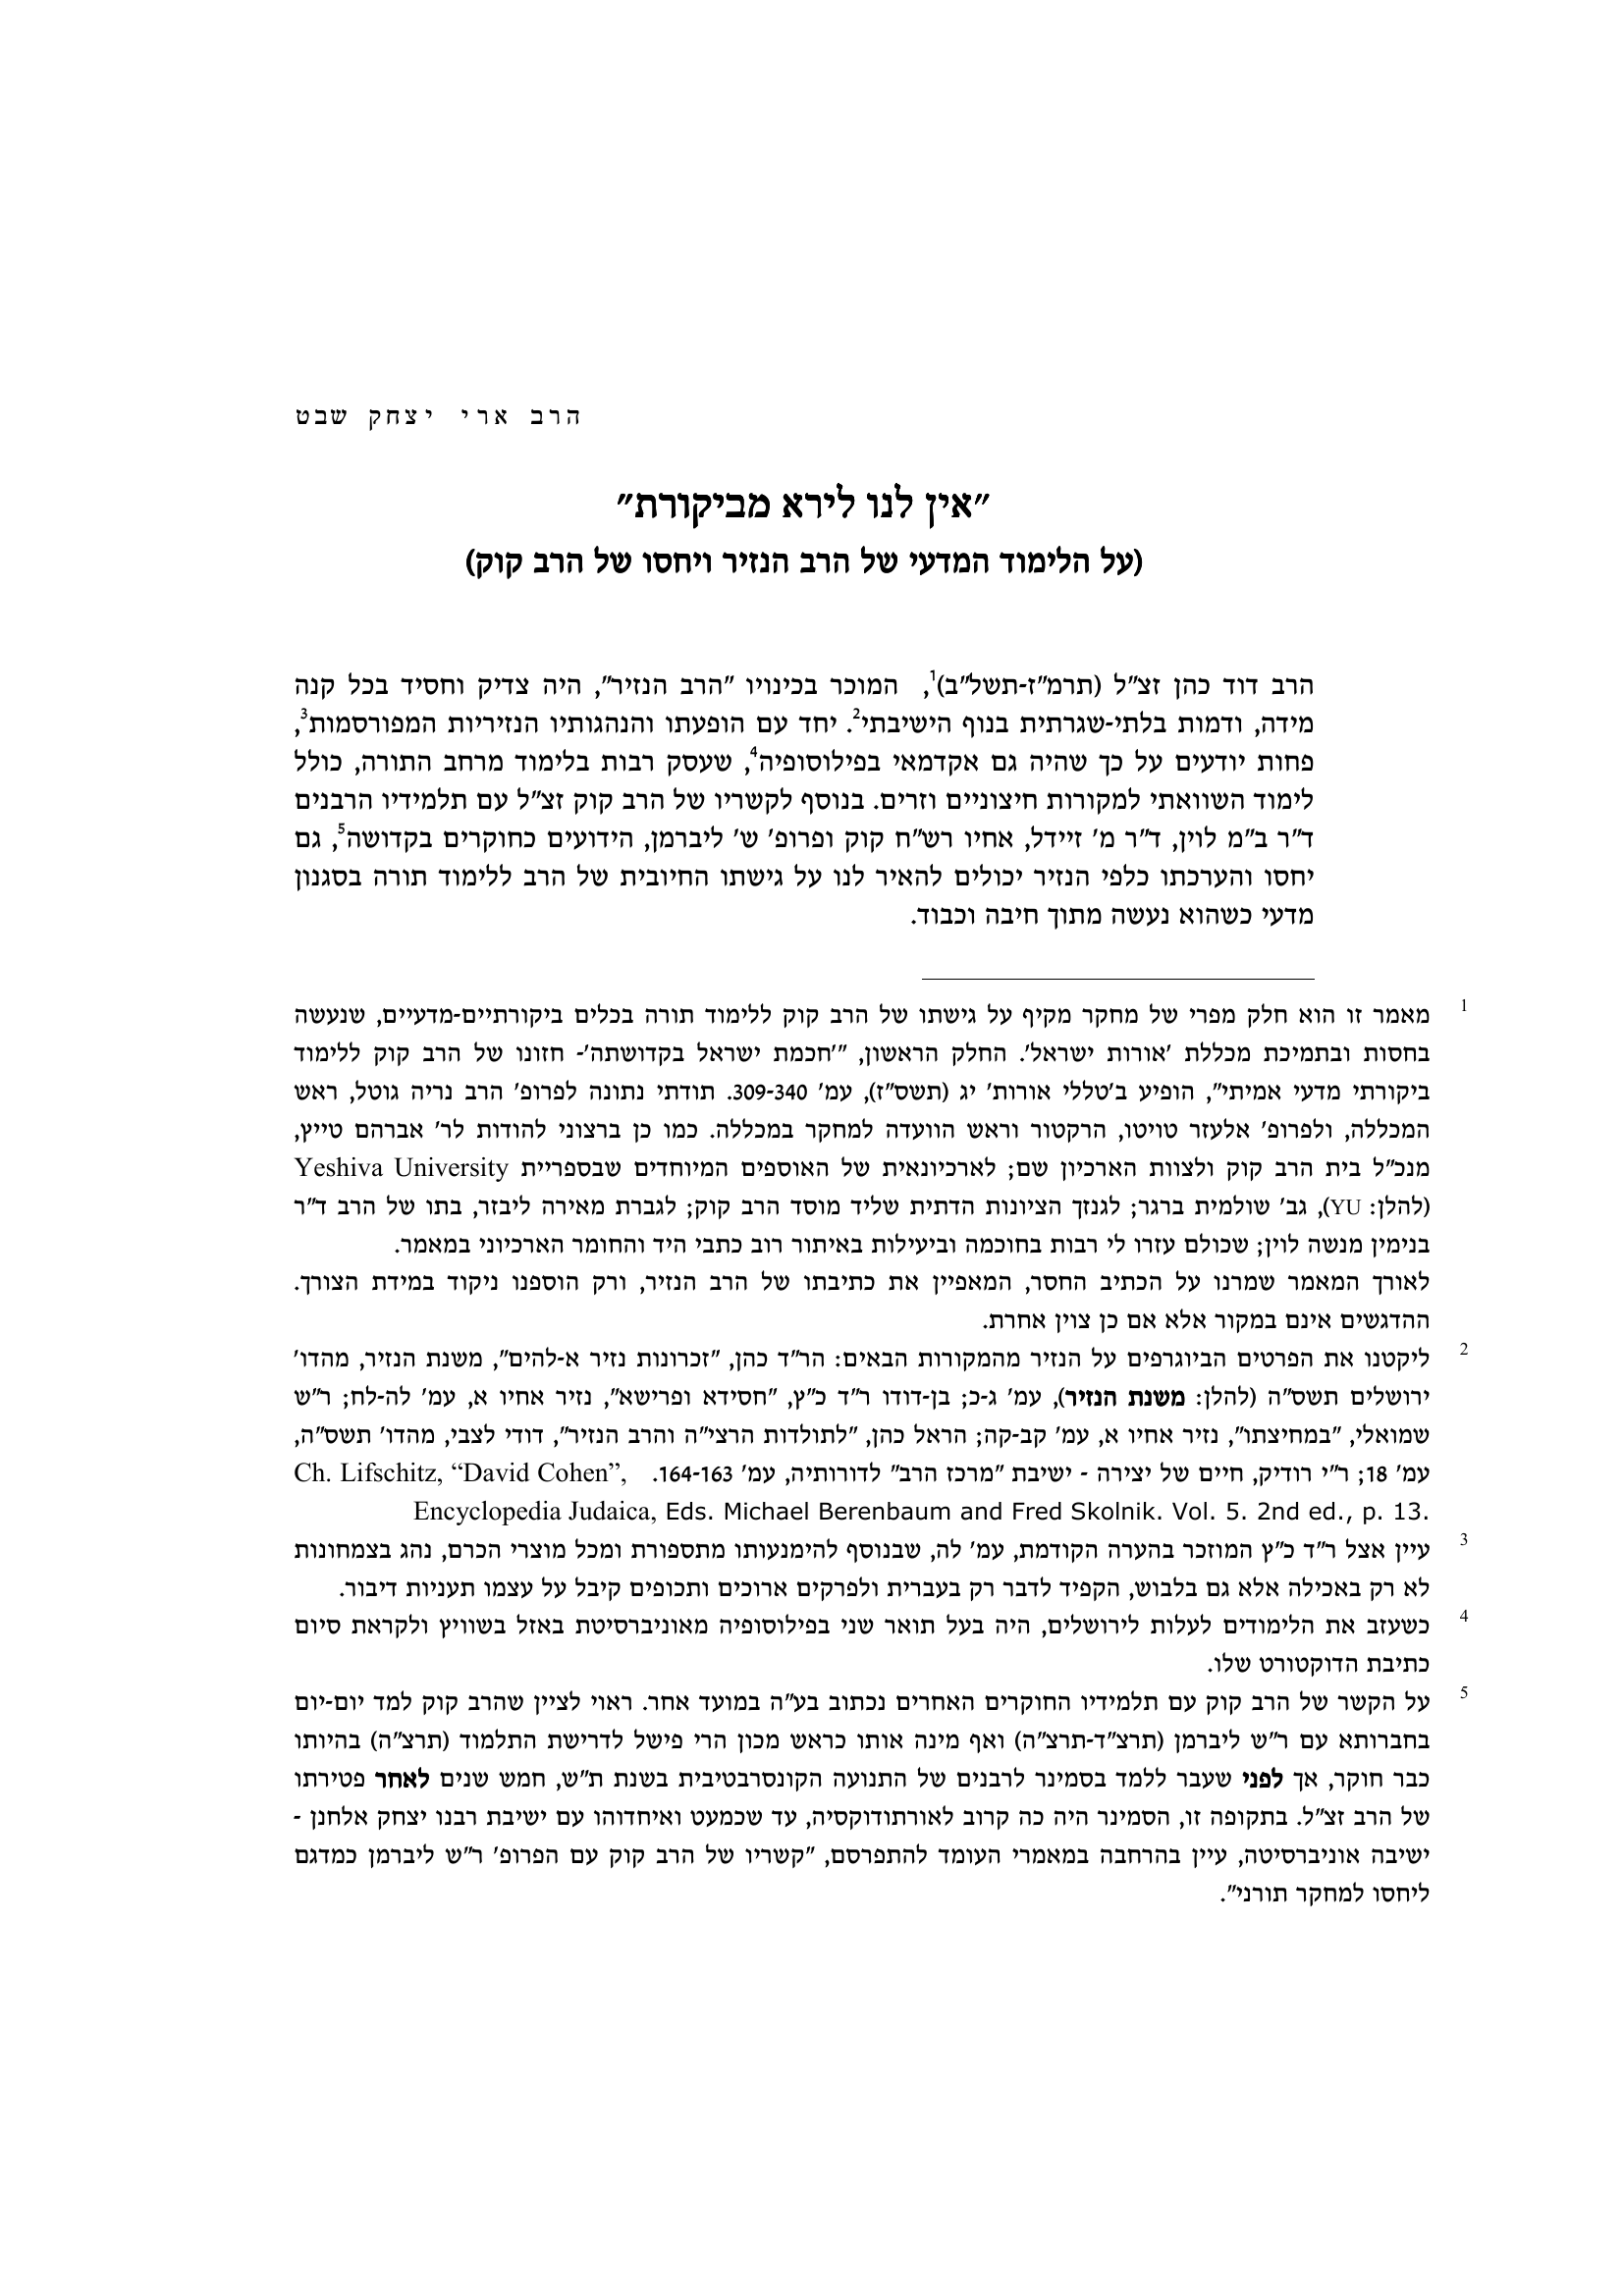 הרב ארי יצחק שבט
"אין לנו לירא מביקורת"
(על הלימוד המדעי של הרב הנזיר ויחסו של הרב קוק)
הרב דוד כהן זצ"ל (תרמ"ז-תשל"ב)1, המוכר בכינויו "הרב הנזיר", היה צדיק וחסיד בכל קנה
מידה, ודמות בלתי-שגרתית בנוף הישיבתי2. יחד עם הופעתו והנהגותיו הנזיריות המפורסמות3,
פחות יודעים על כך שהיה גם אקדמאי בפילוסופיה4, שעסק רבות בלימוד מרחב התורה, כולל
לימוד השוואתי למקורות חיצוניים וזרים. בנוסף לקשריו של הרב קוק זצ"ל עם תלמידיו הרבנים
ד"ר ב"מ לוין, ד"ר מ' זיידל, אחיו רש"ח קוק ופרופ' ש' ליברמן, הידועים כחוקרים בקדושה5, גם
יחסו והערכתו כלפי הנזיר יכולים להאיר לנו על גישתו החיובית של הרב ללימוד תורה בסגנון
מדעי כשהוא נעשה מתוך חיבה וכבוד.
1 מאמר זו הוא חלק מפרי של מחקר מקיף על גישתו של הרב קוק ללימוד תורה בכלים ביקורתיים-מדעיים, שנעשה
בחסות ובתמיכת מכללת 'אורות ישראל'. החלק הראשון, "'חכמת ישראל בקדושתה'- חזונו של הרב קוק ללימוד
ביקורתי מדעי אמיתי", הופיע ב'טללי אורות' יג (תשס"ז), עמ' 309-340. תודתי נתונה לפרופ' הרב נריה גוטל, ראש
המכללה, ולפרופ' אלעזר טויטו, הרקטור וראש הוועדה למחקר במכללה. כמו כן ברצוני להודות לר' אברהם טייץ,
מנכ"ל בית הרב קוק ולצוות הארכיון שם; לארכיונאית של האוספים המיוחדים שבספריית Yeshiva University
(להלן: YU), גב' שולמית ברגר; לגנזך הציונות הדתית שליד מוסד הרב קוק; לגברת מאירה ליבזר, בתו של הרב ד"ר
בנימין מנשה לוין; שכולם עזרו לי רבות בחוכמה וביעילות באיתור רוב כתבי היד והחומר הארכיוני במאמר.
לאורך המאמר שמרנו על הכתיב החסר, המאפיין את כתיבתו של הרב הנזיר, ורק הוספנו ניקוד במידת הצורך.
ההדגשים אינם במקור אלא אם כן צוין אחרת.
2 ליקטנו את הפרטים הביוגרפים על הנזיר מהמקורות הבאים: הר"ד כהן, "זכרונות נזיר א-להים", משנת הנזיר, מהדו'
ירושלים תשס"ה (להלן: משנת הנזיר), עמ' ג-כ; בן-דודו ר"ד כ"ץ, "חסידא ופרישא", נזיר אחיו א, עמ' לה-לח; ר"ש
שמואלי, "במחיצתו", נזיר אחיו א, עמ' קב-קה; הראל כהן, "לתולדות הרצי"ה והרב הנזיר", דודי לצבי, מהדו' תשס"ה,
עמ' 18; ר"י רודיק, חיים של יצירה - ישיבת "מרכז הרב" לדורותיה, עמ' 164-163. Ch. Lifschitz, “David Cohen”,
Encyclopedia Judaica, Eds. Michael Berenbaum and Fred Skolnik. Vol. 5. 2nd ed., p. 13.
3 עיין אצל ר"ד כ"ץ המוזכר בהערה הקודמת, עמ' לה, שבנוסף להימנעותו מתספורת ומכל מוצרי הכרם, נהג בצמחונות
לא רק באכילה אלא גם בלבוש, הקפיד לדבר רק בעברית ולפרקים ארוכים ותכופים קיבל על עצמו תעניות דיבור.
4 כשעזב את הלימודים לעלות לירושלים, היה בעל תואר שני בפילוסופיה מאוניברסיטת באזל בשוויץ ולקראת סיום
כתיבת הדוקטורט שלו.
5 על הקשר של הרב קוק עם תלמידיו החוקרים האחרים נכתוב בע"ה במועד אחר. ראוי לציין שהרב קוק למד יום-יום
בחברותא עם ר"ש ליברמן (תרצ"ד-תרצ"ה) ואף מינה אותו כראש מכון הרי פישל לדרישת התלמוד (תרצ"ה) בהיותו
כבר חוקר, אך לפני שעבר ללמד בסמינר לרבנים של התנועה הקונסרבטיבית בשנת ת"ש, חמש שנים לאחר פטירתו
של הרב זצ"ל. בתקופה זו, הסמינר היה כה קרוב לאורתודוקסיה, עד שכמעט ואיחדוהו עם ישיבת רבנו יצחק אלחנן -
ישיבה אוניברסיטה, עיין בהרחבה במאמרי העומד להתפרסם, "קשריו של הרב קוק עם הפרופ' ר"ש ליברמן כמדגם
ליחסו למחקר תורני".